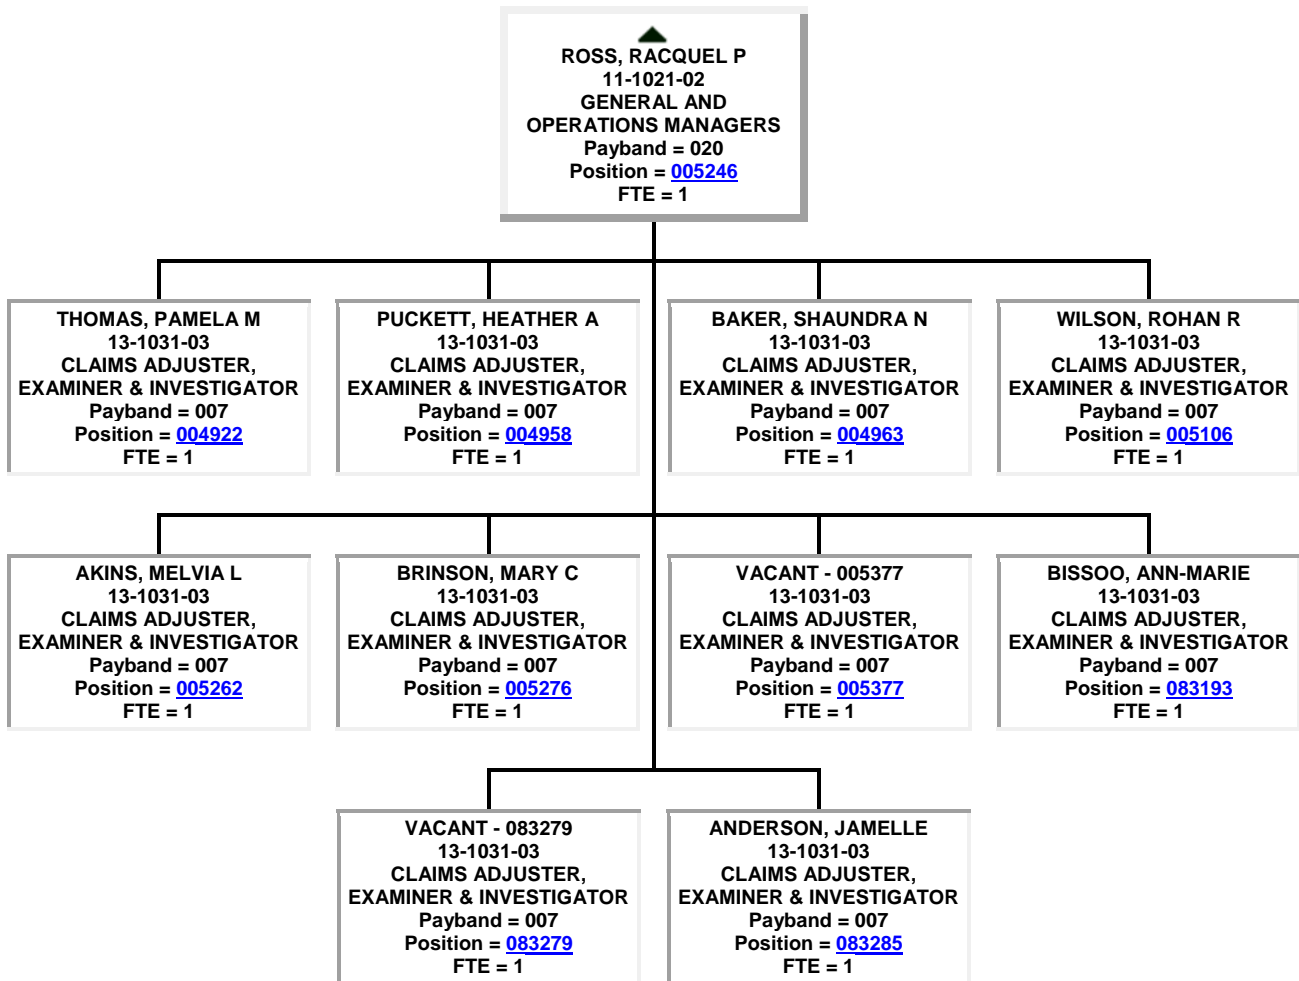 ROSS, RACQUEL P
11-1021-02
GENERAL AND
OPERATIONS MANAGERS
Payband = 020
Position = 005246
FTE = 1
THOMAS, PAMELA M
13-1031-03
CLAIMS ADJUSTER,
EXAMINER & INVESTIGATOR
Payband = 007
Position = 004922
FTE = 1
PUCKETT, HEATHER A
13-1031-03
CLAIMS ADJUSTER,
EXAMINER & INVESTIGATOR
Payband = 007
Position = 004958
FTE = 1
BAKER, SHAUNDRA N
13-1031-03
CLAIMS ADJUSTER,
EXAMINER & INVESTIGATOR
Payband = 007
Position = 004963
FTE = 1
WILSON, ROHAN R
13-1031-03
CLAIMS ADJUSTER,
EXAMINER & INVESTIGATOR
Payband = 007
Position = 005106
FTE = 1
AKINS, MELVIA L
13-1031-03
CLAIMS ADJUSTER,
EXAMINER & INVESTIGATOR
Payband = 007
Position = 005262
FTE = 1
BRINSON, MARY C
13-1031-03
CLAIMS ADJUSTER,
EXAMINER & INVESTIGATOR
Payband = 007
Position = 005276
FTE = 1
VACANT - 005377
13-1031-03
CLAIMS ADJUSTER,
EXAMINER & INVESTIGATOR
Payband = 007
Position = 005377
FTE = 1
BISSOO, ANN-MARIE
13-1031-03
CLAIMS ADJUSTER,
EXAMINER & INVESTIGATOR
Payband = 007
Position = 083193
FTE = 1
VACANT - 083279
13-1031-03
CLAIMS ADJUSTER,
EXAMINER & INVESTIGATOR
Payband = 007
Position = 083279
FTE = 1
ANDERSON, JAMELLE
13-1031-03
CLAIMS ADJUSTER,
EXAMINER & INVESTIGATOR
Payband = 007
Position = 083285
FTE = 1